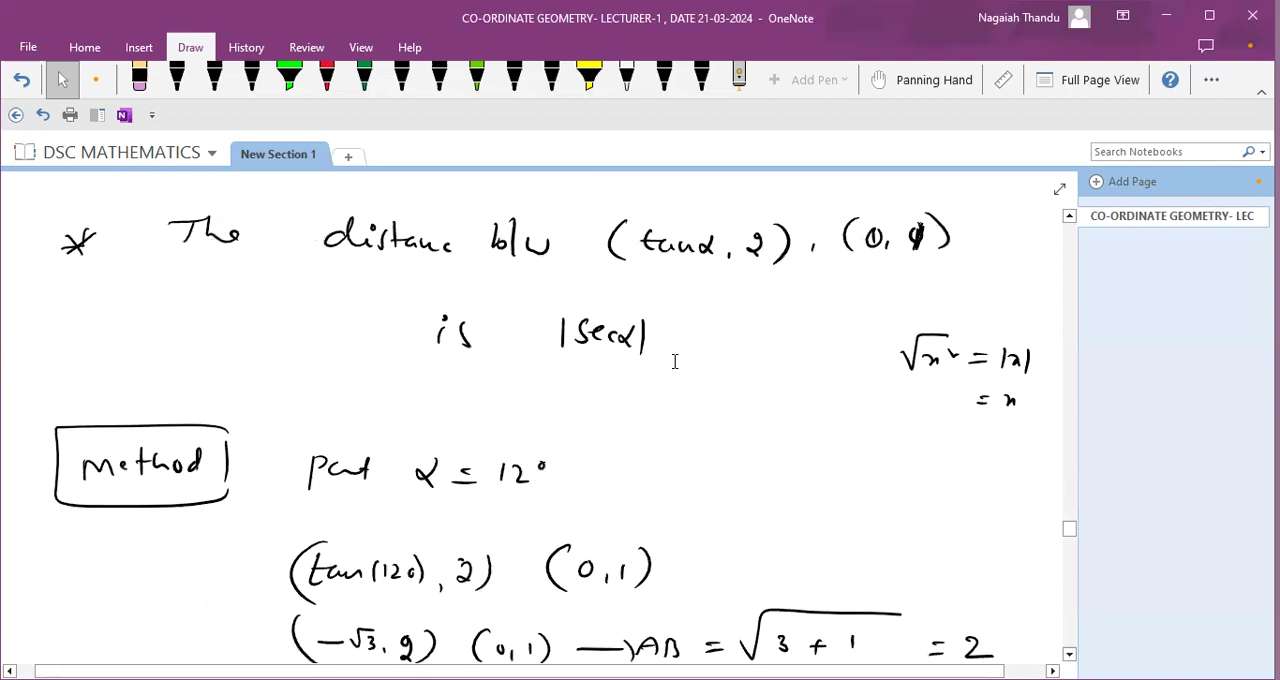 CO-ORDINATE GEOMETRY- LECTURER-1 , DATE 21-03-2024 - OneNote
Nagaiah Thandu
File Home Insert Draw History Review View Help
Add Pen
Panning Hand
Full Page View
DSC MATHEMATICS
New Section 1
Search Notebooks
Add Page
CO-ORDINATE GEOMETRY- LEC
* The distance b/w (tanα, 2), (0, 1)
is |secα|
√x² = |x|
= x
Method
put α = 120
(tan(120), 2) (0,1)
(-√3, 2) (0,1) → AB = √3 + 1 = 2